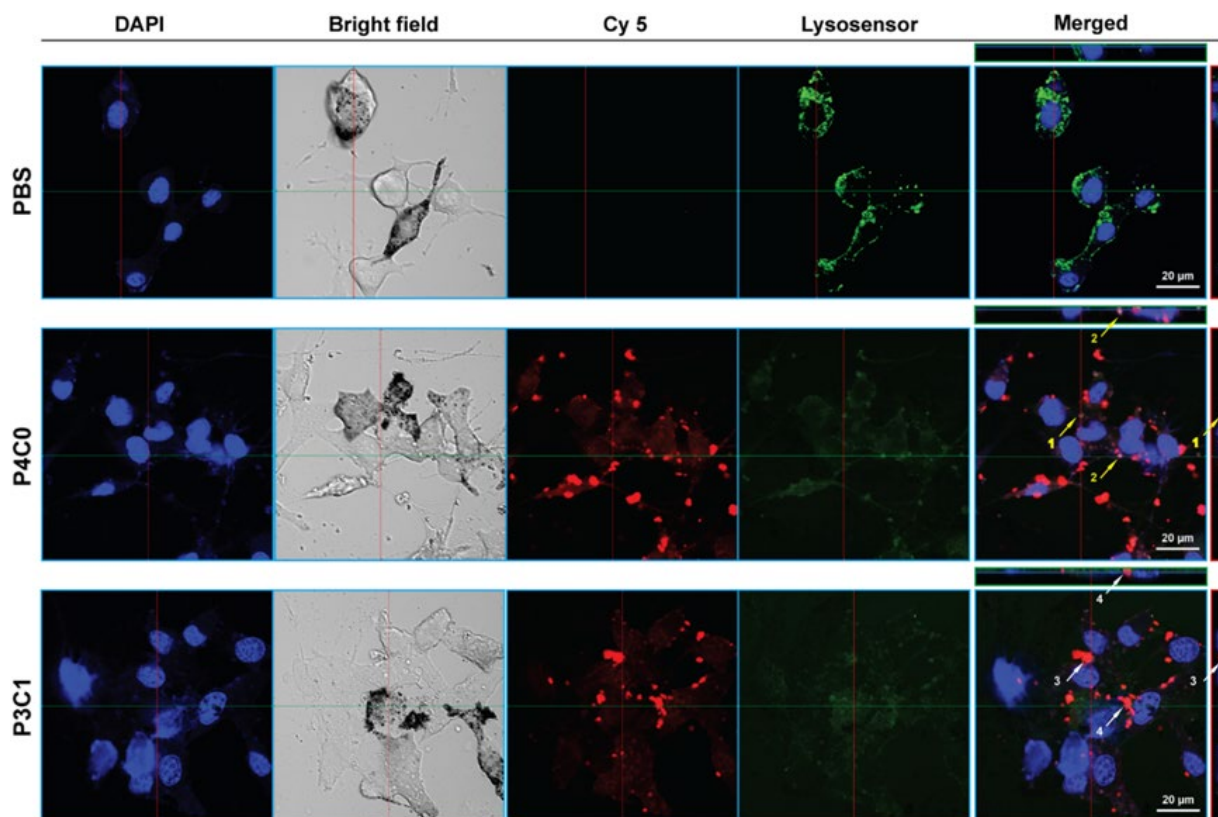 DAPI Bright field Cy 5 Lysosensor Merged
PBS
20 µm
2
P4C0
1 1
2
20 µm
4
P3C1
3 3
4
20 µm